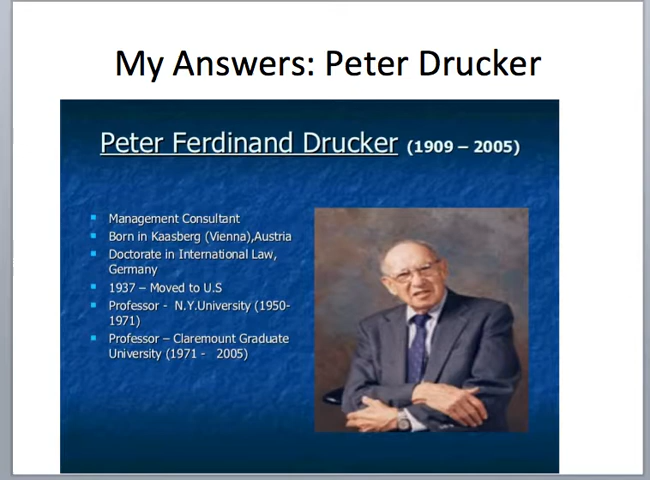 My Answers: Peter Drucker
Peter Ferdinand Drucker (1909 – 2005)
Management Consultant
Born in Kaasberg (Vienna),Austria
Doctorate in International Law,
Germany
1937 – Moved to U.S
Professor - N.Y.University (1950-
1971)
Professor – Claremount Graduate
University (1971 - 2005)